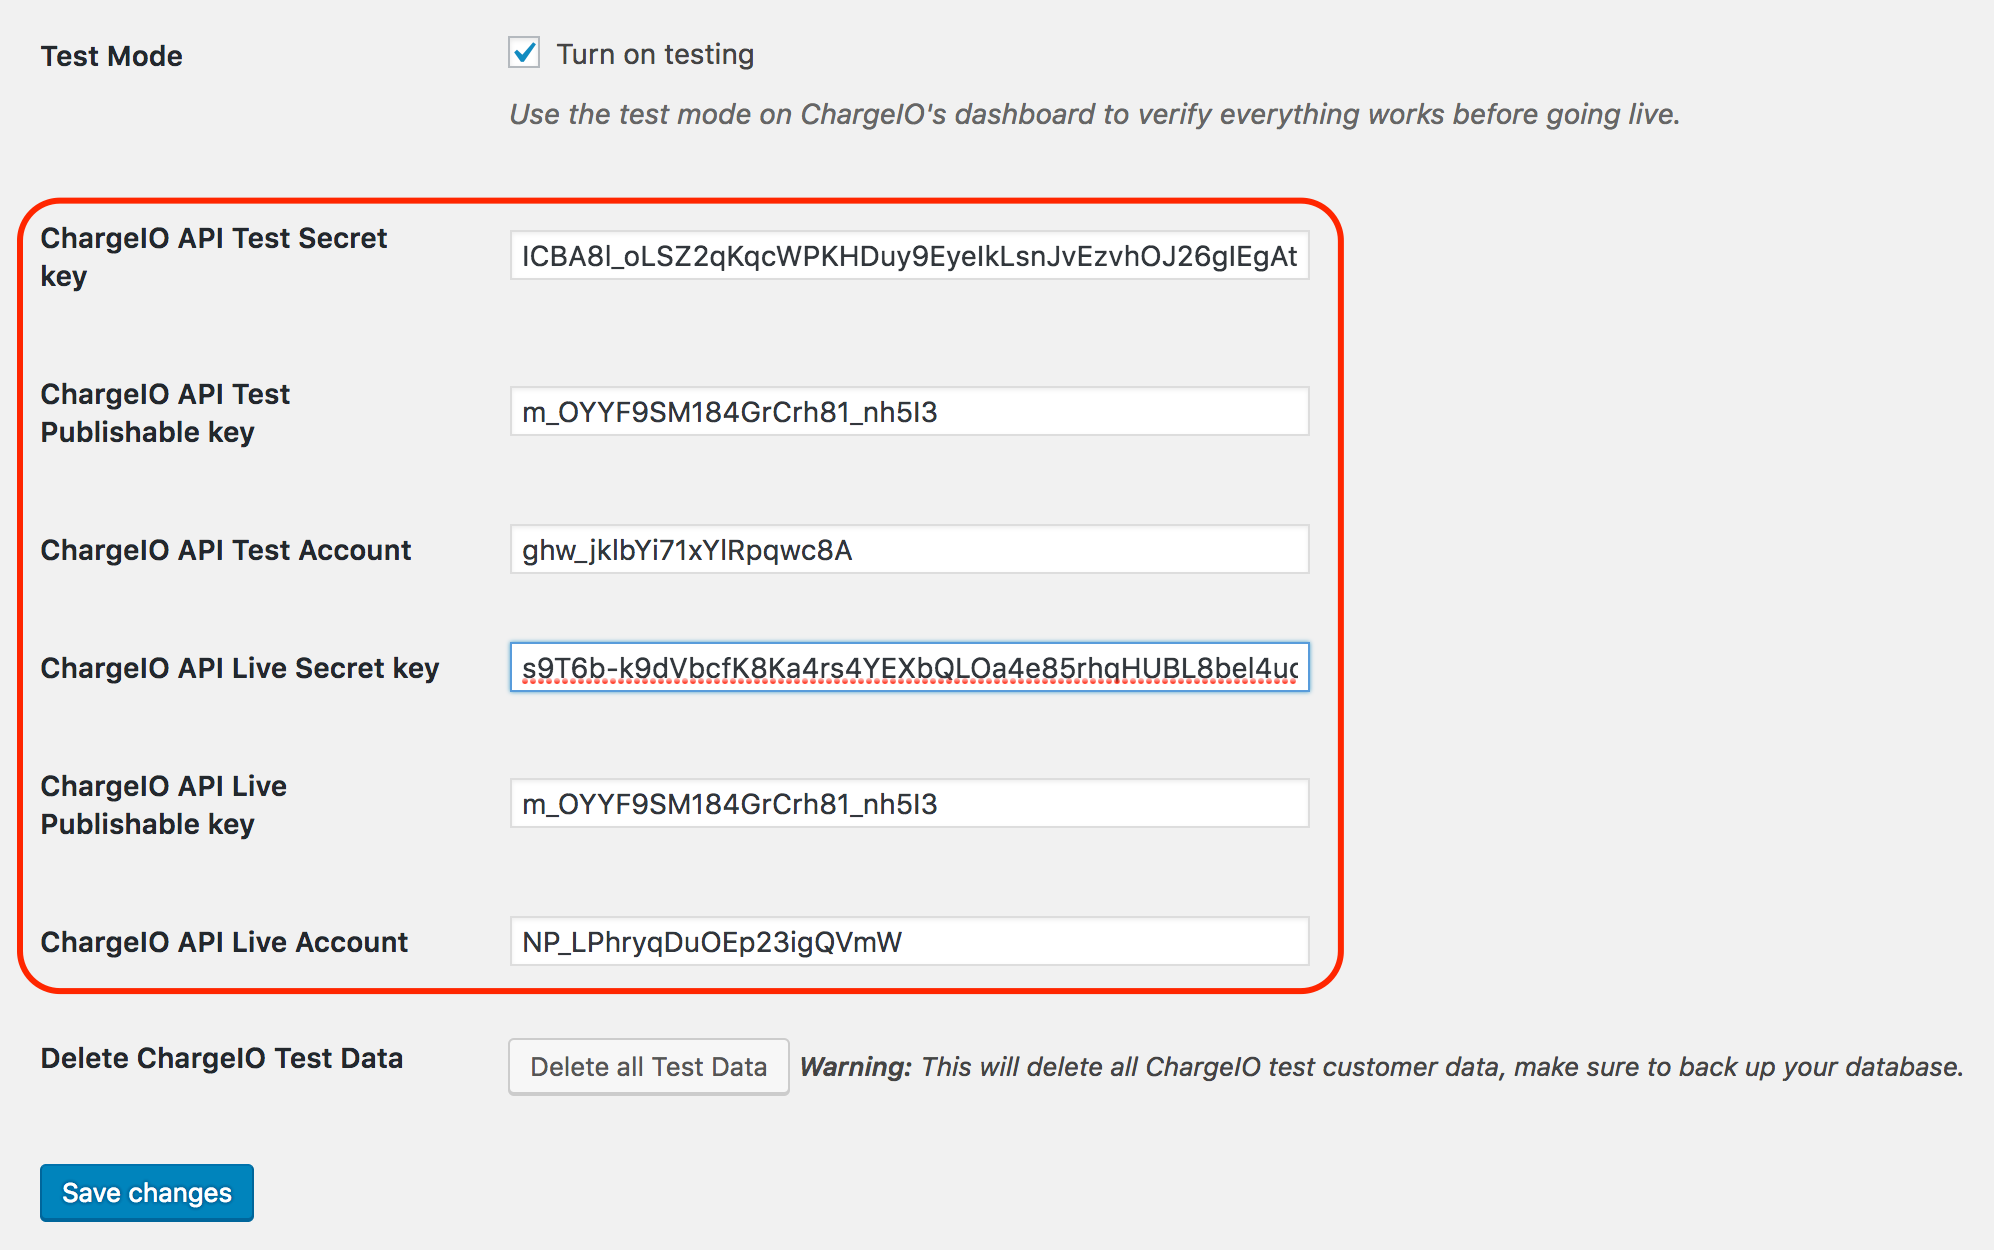 Test Mode
Turn on testing
Use the test mode on ChargeIO's dashboard to verify everything works before going live.
ChargeIO API Test Secret
key
ICBA8l_oLSZ2qKqcWPKHDuy9EyeIkLsnJvEzvhOJ26gIEgAt
ChargeIO API Test
Publishable key
m_OYYF9SM184GrCrh81_nh5I3
ChargeIO API Test Account
ghw_jklbYi71xYlRpqwc8A
ChargeIO API Live Secret key
s9T6b-k9dVbcfK8Ka4rs4YEXbQLOa4e85rhqHUBL8bel4uc
ChargeIO API Live
Publishable key
m_OYYF9SM184GrCrh81_nh5I3
ChargeIO API Live Account
NP_LPhryqDuOEp23igQVmW
Delete ChargeIO Test Data
Delete all Test Data
Warning: This will delete all ChargeIO test customer data, make sure to back up your database.
Save changes